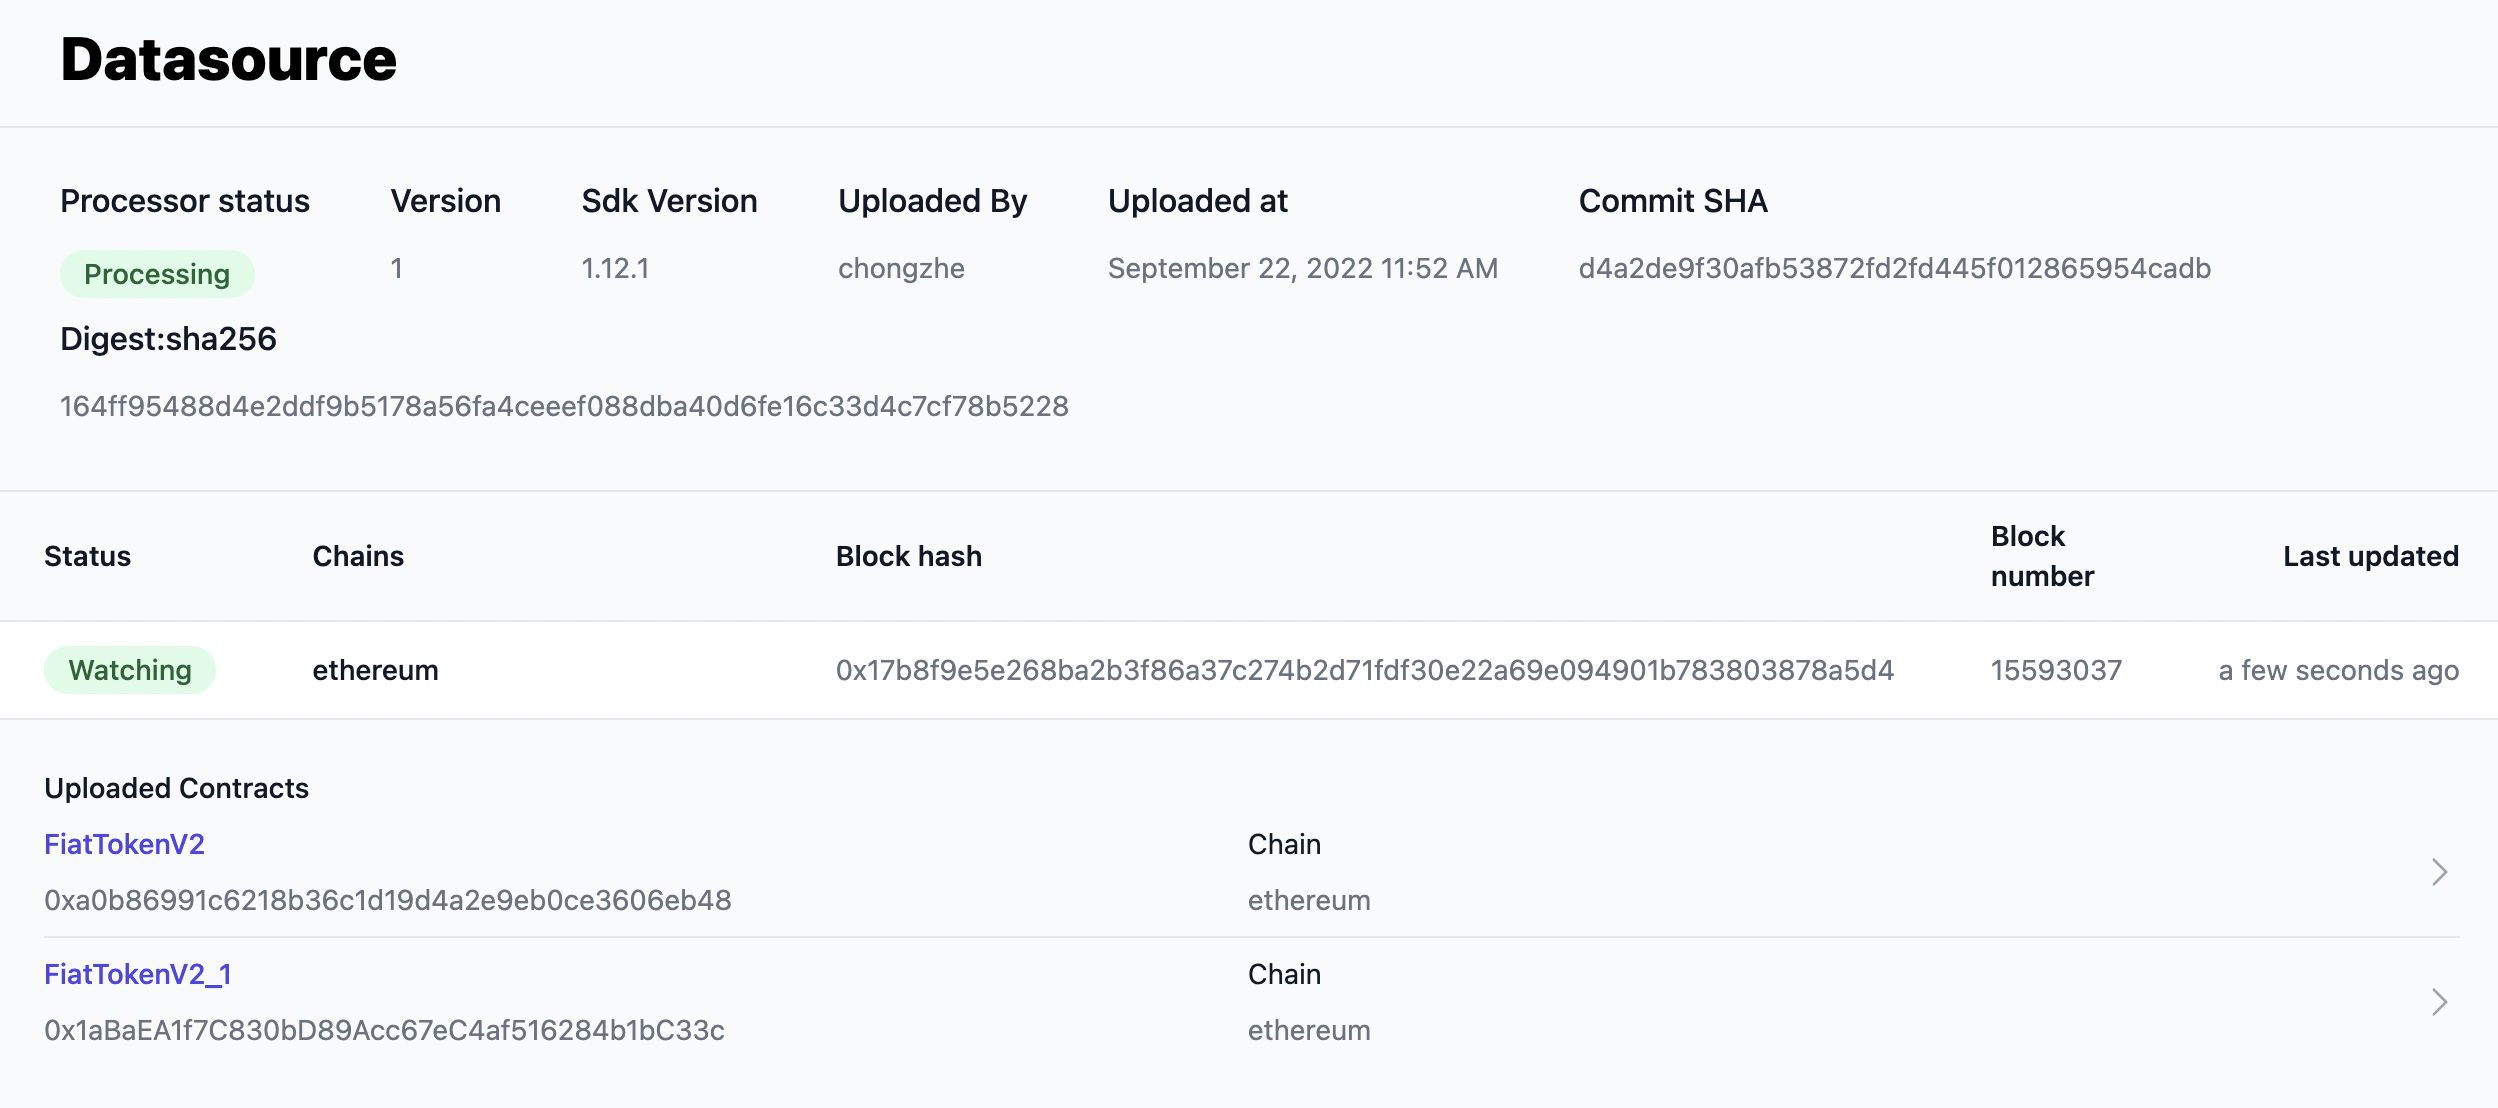 Datasource
Processor status Version Sdk Version Uploaded By Uploaded at Commit SHA
Processing 1 1.12.1 chongzhe September 22, 2022 11:52 AM d4a2de9f30afb53872fd2fd445f012865954cadb
Digest:sha256
164ff95488d4e2ddf9b5178a56fa4ceeef088dba40d6fe16c33d4c7cf78b5228
Status Chains Block hash Block number Last updated
Watching ethereum 0x17b8f9e5e268ba2b3f86a37c274b2d71fdf30e22a69e094901b783803878a5d4 15593037 a few seconds ago
Uploaded Contracts
FiatTokenV2 Chain
0xa0b86991c6218b36c1d19d4a2e9eb0ce3606eb48 ethereum
FiatTokenV2_1 Chain
0x1aBaEA1f7C830bD89Acc67eC4af516284b1bC33c ethereum